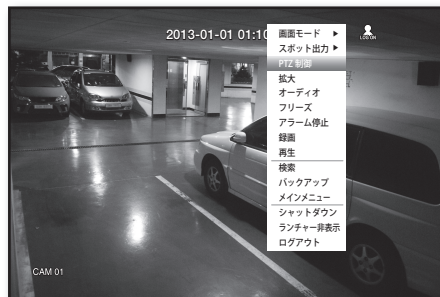 2013-01-01 01:10
LOG ON
画面モード ▶
スポット出力 ▶
PTZ 制御
拡大
オーディオ
フリーズ
アラーム停止
録画
再生
検索
バックアップ
メインメニュー
シャットダウン
ランチャー非表示
ログアウト
CAM 01